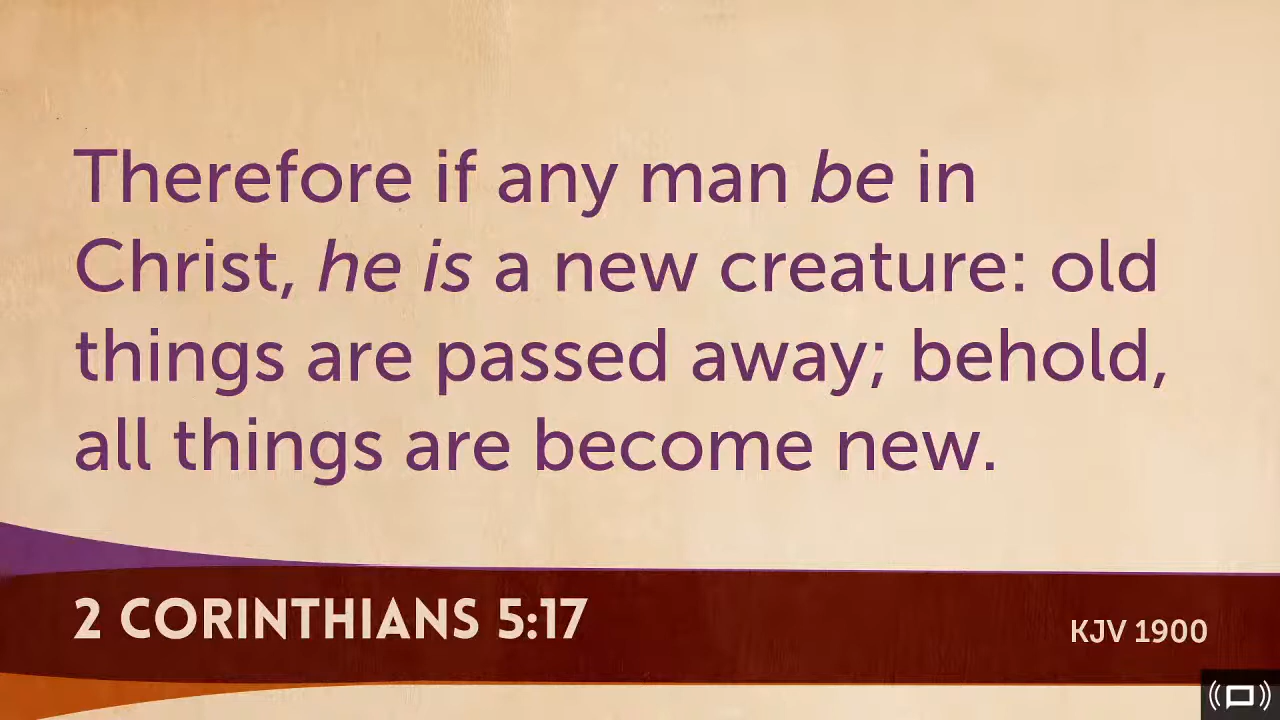 Therefore if any man be in
Christ, he is a new creature: old
things are passed away; behold,
all things are become new.
2 CORINTHIANS 5:17
KJV 1900